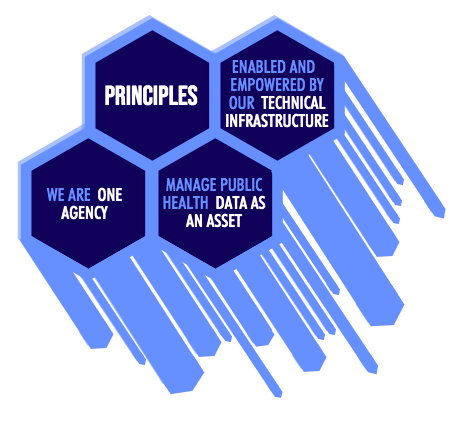 PRINCIPLES
ENABLED AND
EMPOWERED BY
OUR TECHNICAL
INFRASTRUCTURE
WE ARE ONE
AGENCY
MANAGE PUBLIC
HEALTH DATA AS
AN ASSET